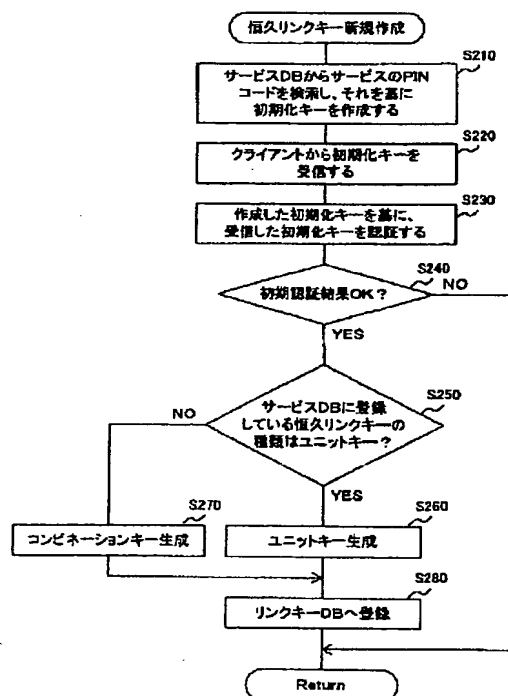 恒久リンクキー新規作成
S210
サービスDBからサービスのPIN
コードを検索し、それを基に
初期化キーを作成する
S220
クライアントから初期化キーを
受信する
S230
作成した初期化キーを基に、
受信した初期化キーを認証する
S240
初期認証結果OK?
NO
YES
S250
サービスDBに登録
している恒久リンクキーの
種類はユニットキー?
NO
YES
S270
コンビネーションキー生成
S260
ユニットキー生成
S280
リンクキーDBへ登録
Return